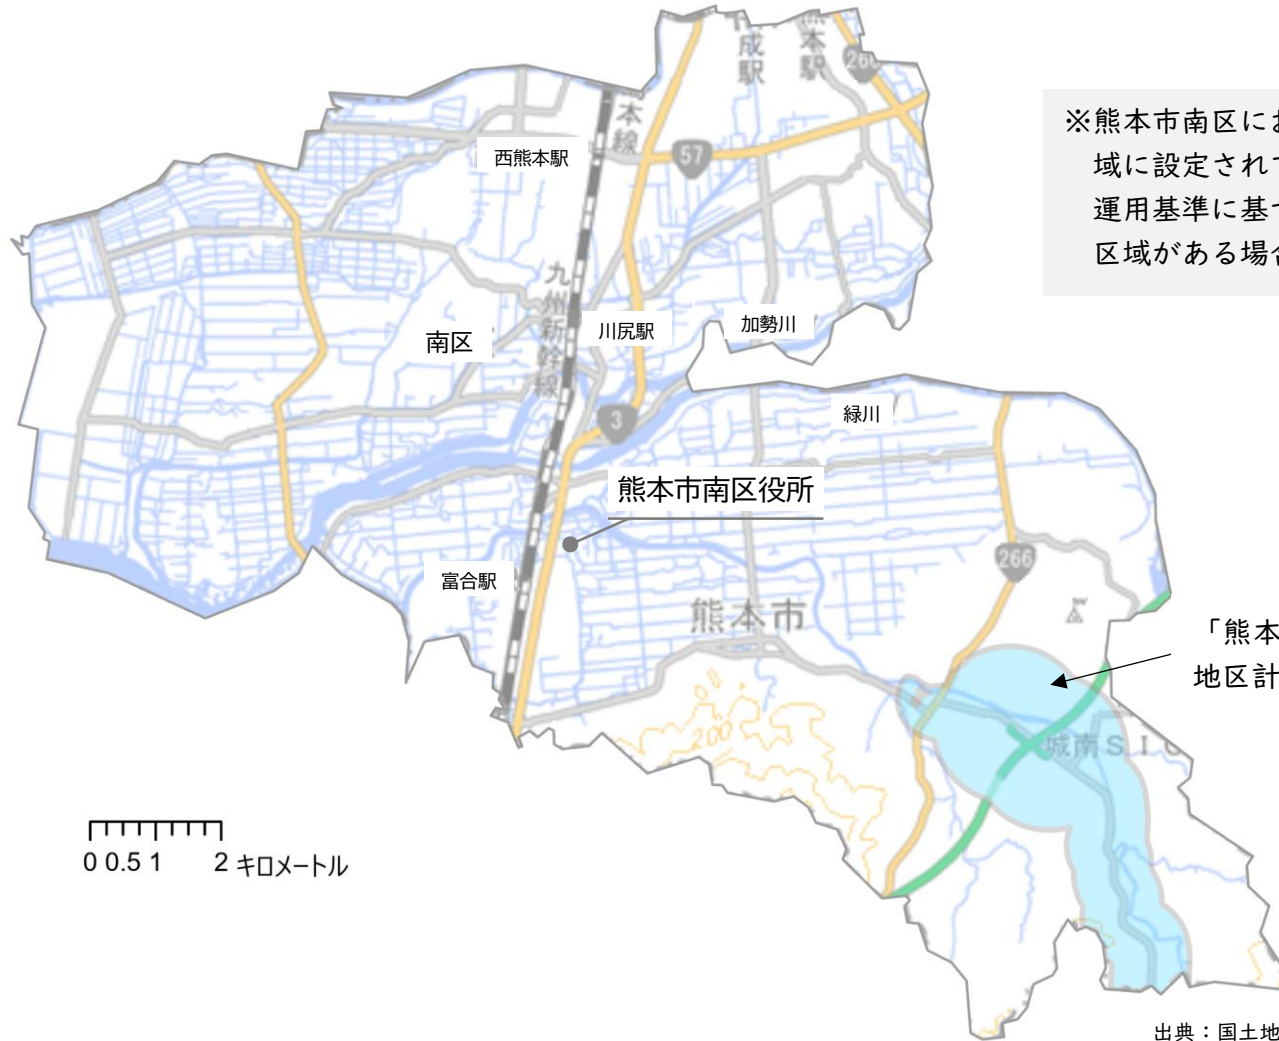 成駅
熊本駅
266
本線
西熊本駅
57
※熊本市南区にお
域に設定されて
運用基準に基づ
区域がある場合
九州新幹線
川尻駅
加勢川
南区
3
緑川
熊本市南区役所
266
富合駅
熊本市
「熊本
地区計
200
城南SIC
0 0.5 1 2 キロメートル
出典：国土地